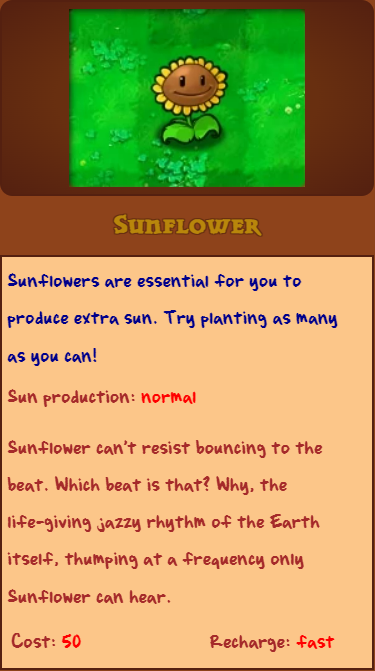 Sunflower
Sunflowers are essential for you to
produce extra sun. Try planting as many
as you can!
Sun production: normal
Sunflower can't resist bouncing to the
beat. Which beat is that? Why, the
life-giving jazzy rhythm of the Earth
itself, thumping at a frequency only
Sunflower can hear.
Cost: 50 Recharge: fast